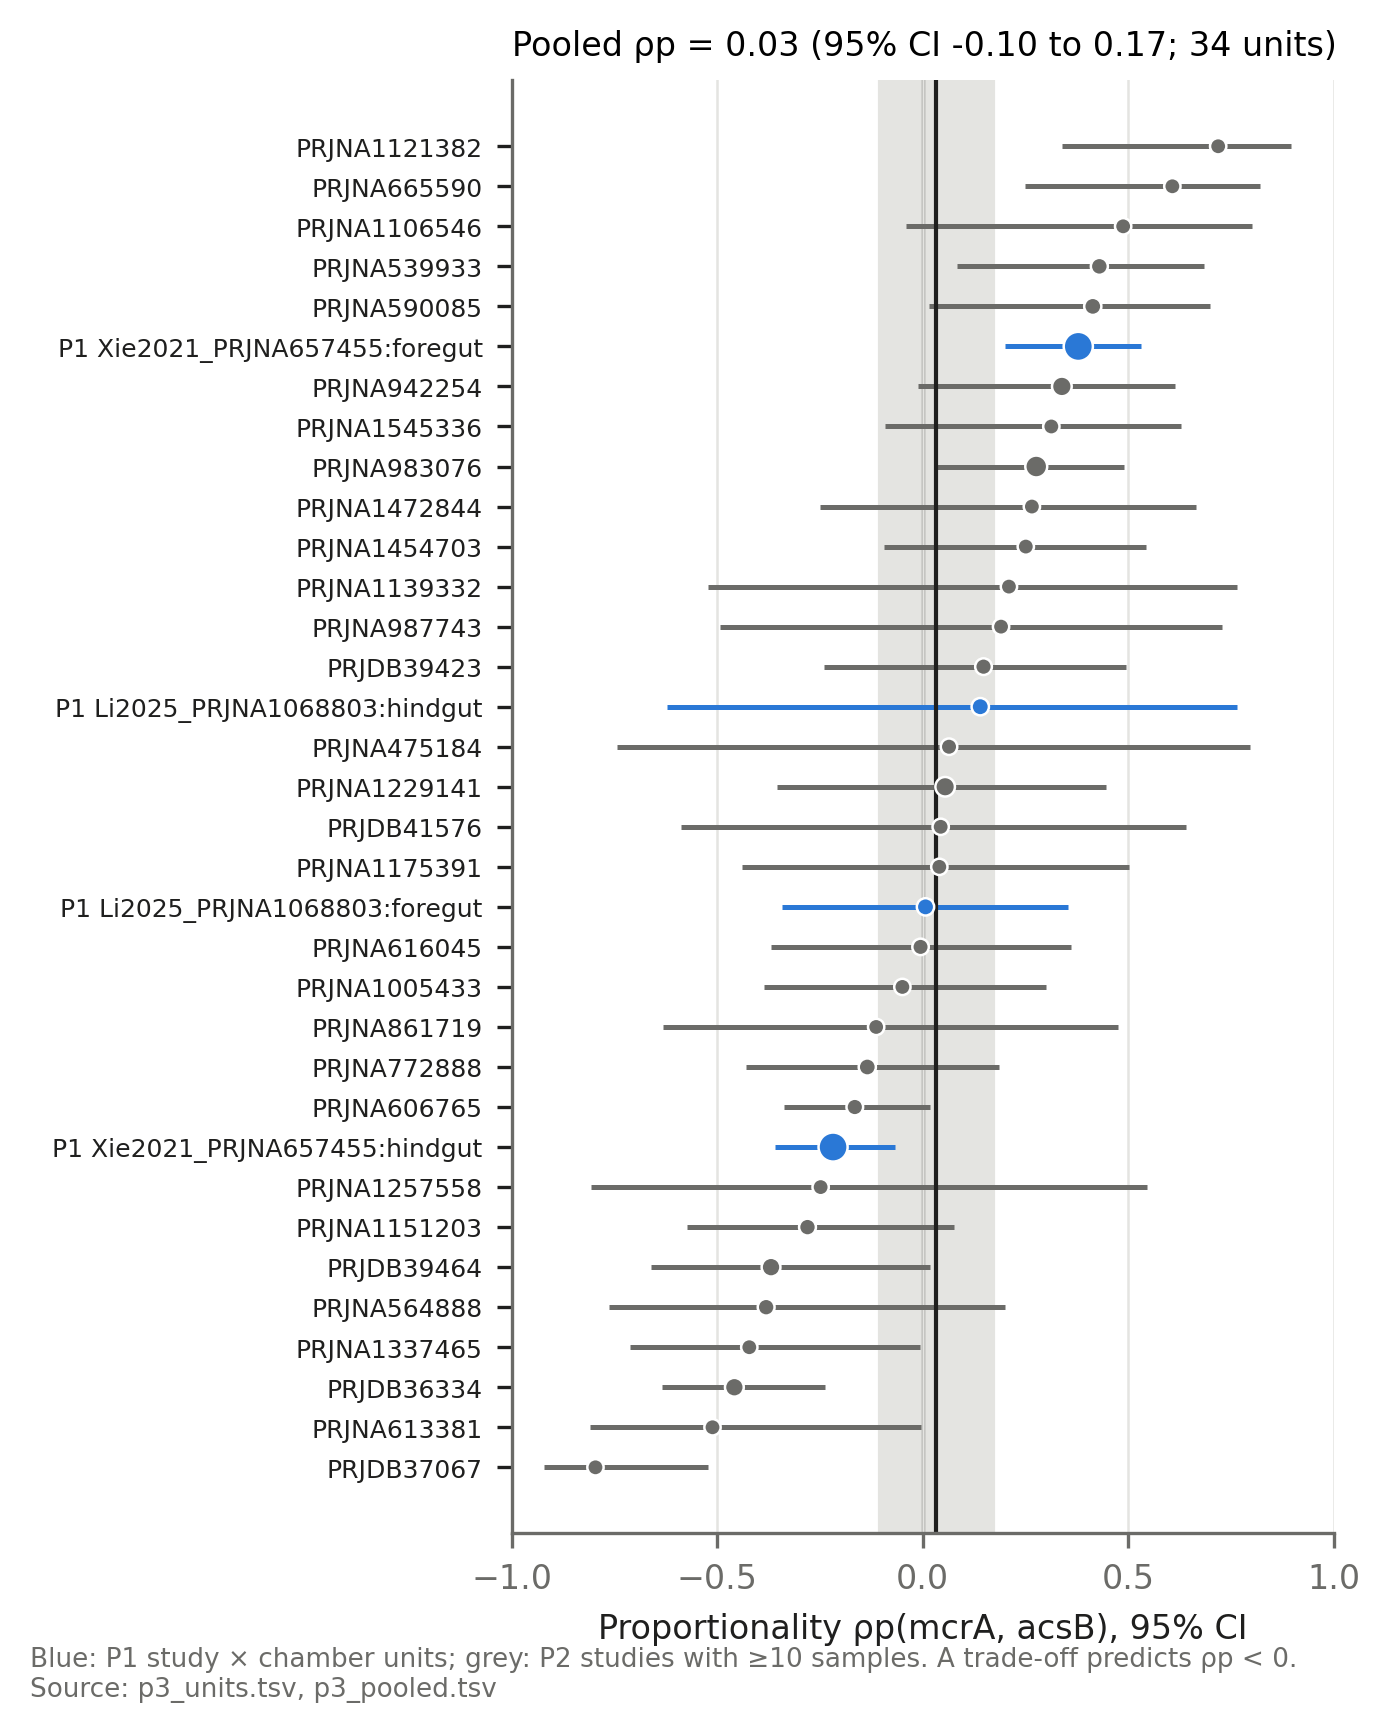 Pooled ρp = 0.03 (95% CI -0.10 to 0.17; 34 units)
PRJNA1121382
PRJNA665590
PRJNA1106546
PRJNA539933
PRJNA590085
P1 Xie2021_PRJNA657455:foregut
PRJNA942254
PRJNA1545336
PRJNA983076
PRJNA1472844
PRJNA1454703
PRJNA1139332
PRJNA987743
PRJDB39423
P1 Li2025_PRJNA1068803:hindgut
PRJNA475184
PRJNA1229141
PRJDB41576
PRJNA1175391
P1 Li2025_PRJNA1068803:foregut
PRJNA616045
PRJNA1005433
PRJNA861719
PRJNA772888
PRJNA606765
P1 Xie2021_PRJNA657455:hindgut
PRJNA1257558
PRJNA1151203
PRJDB39464
PRJNA564888
PRJNA1337465
PRJDB36334
PRJNA613381
PRJDB37067
−1.0 −0.5 0.0 0.5 1.0
Proportionality ρp(mcrA, acsB), 95% CI
Blue: P1 study × chamber units; grey: P2 studies with ≥10 samples. A trade-off predicts ρp < 0.
Source: p3_units.tsv, p3_pooled.tsv